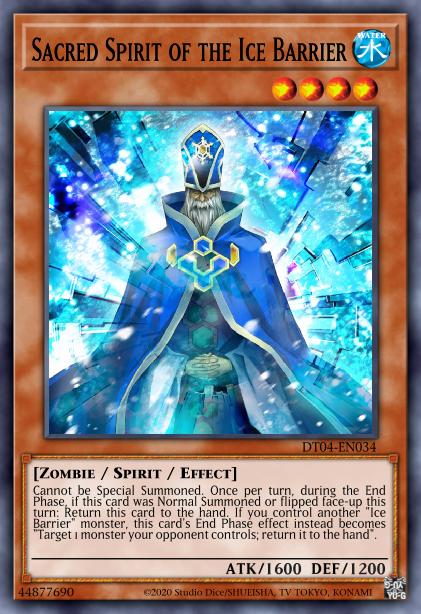 SACRED SPIRIT OF THE ICE BARRIER
WATER
水
DT04-EN034
[ZOMBIE / SPIRIT / EFFECT]
Cannot be Special Summoned. Once per turn, during the End
Phase, if this card was Normal Summoned or flipped face-up this
turn: Return this card to the hand. If you control another "Ice
Barrier" monster, this card's End Phase effect instead becomes
"Target 1 monster your opponent controls; return it to the hand".
ATK/1600 DEF/1200
44877690
©2020 Studio Dice/SHUEISHA, TV TOKYO, KONAMI